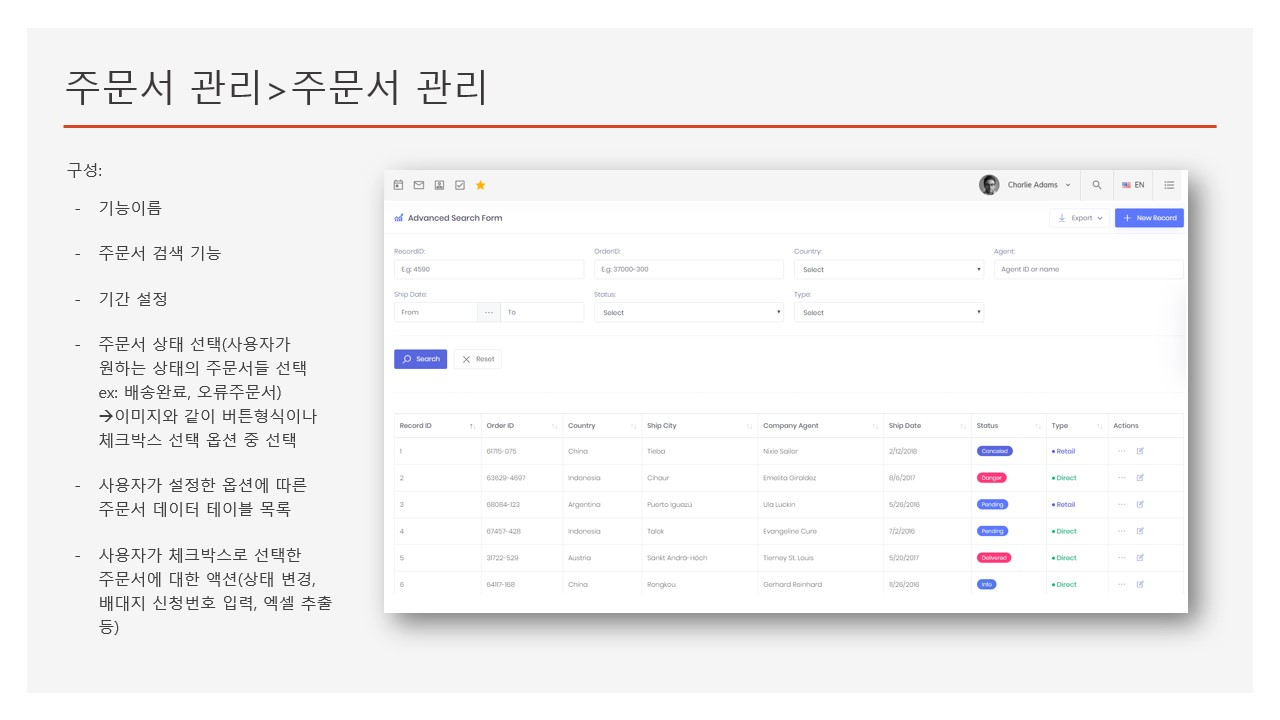 주문서 관리>주문서 관리
구성:
- 기능이름
- 주문서 검색 기능
- 기간 설정
- 주문서 상태 선택(사용자가
원하는 상태의 주문서들 선택
ex: 배송완료, 오류주문서)
→이미지와 같이 버튼형식이나
체크박스 선택 옵션 중 선택
- 사용자가 설정한 옵션에 따른
주문서 데이터 테이블 목록
- 사용자가 체크박스로 선택한
주문서에 대한 액션(상태 변경,
배대지 신청번호 입력, 엑셀 추출
등)
Charlie Adams EN
Advanced Search Form Export + New Record
RecordID: OrderID: Country: Agent:
E.g: 4590 E.g: 37000-300 Select Agent ID or name
Ship Date: Status: Type:
From ... To Select Select
Search Reset
Record ID Order ID Country Ship City Company Agent Ship Date Status Type Actions
1 61715-075 China Tieba Nixie Sailor 2/12/2018 Canceled Retail ...
2 63629-4697 Indonesia Cihaur Emelita Giraldez 8/6/2017 Danger Direct ...
3 68084-123 Argentina Puerto Iguazú Ula Luckin 5/26/2016 Pending Retail ...
4 67457-428 Indonesia Talok Evangeline Cure 7/2/2016 Pending Direct ...
5 31722-529 Austria Sankt Andrä-Höch Tierney St. Louis 5/20/2017 Delivered Direct ...
6 64117-168 China Rongkou Gerhard Reinhard 11/26/2016 Info Direct ...